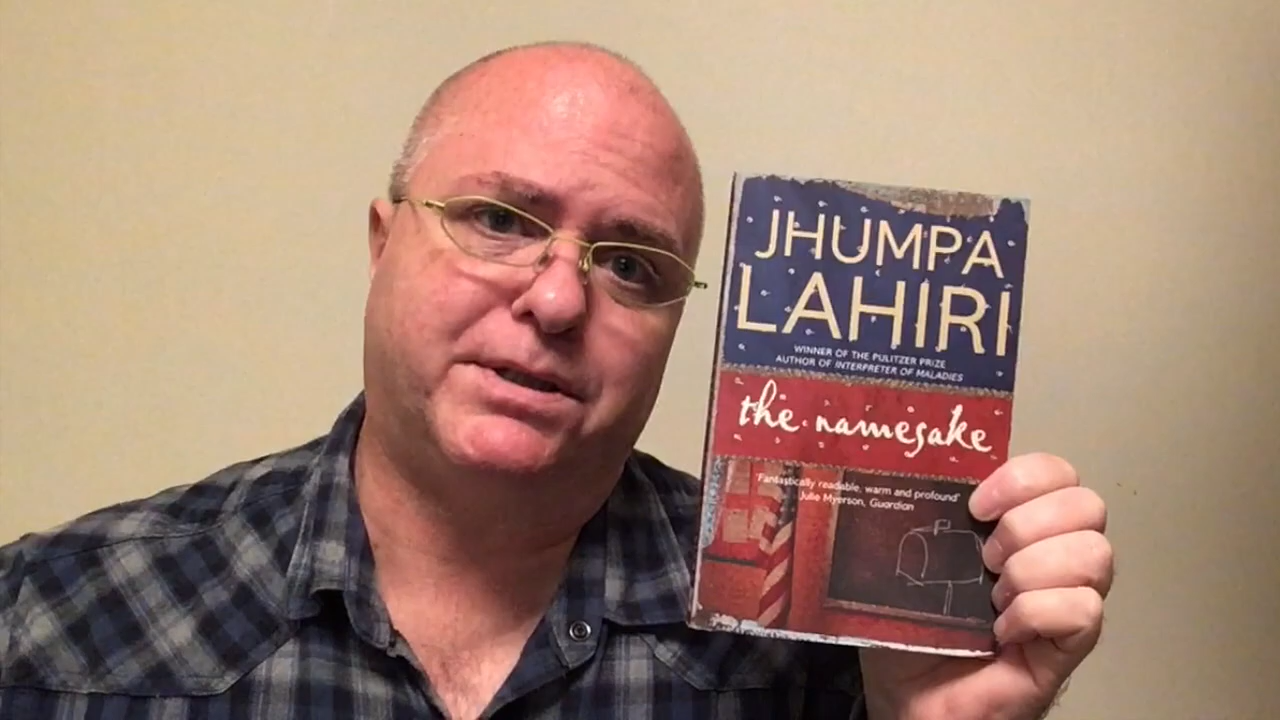 JHUMPA
LAHIRI
WINNER OF THE PULITZER PRIZE
AUTHOR OF INTERPRETER OF MALADIES
the namesake
'Fantastically readable, warm and profound'
Julie Myerson, Guardian